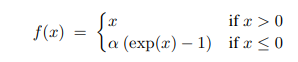 f(x) = { x if x > 0
α (exp(x) − 1) if x ≤ 0